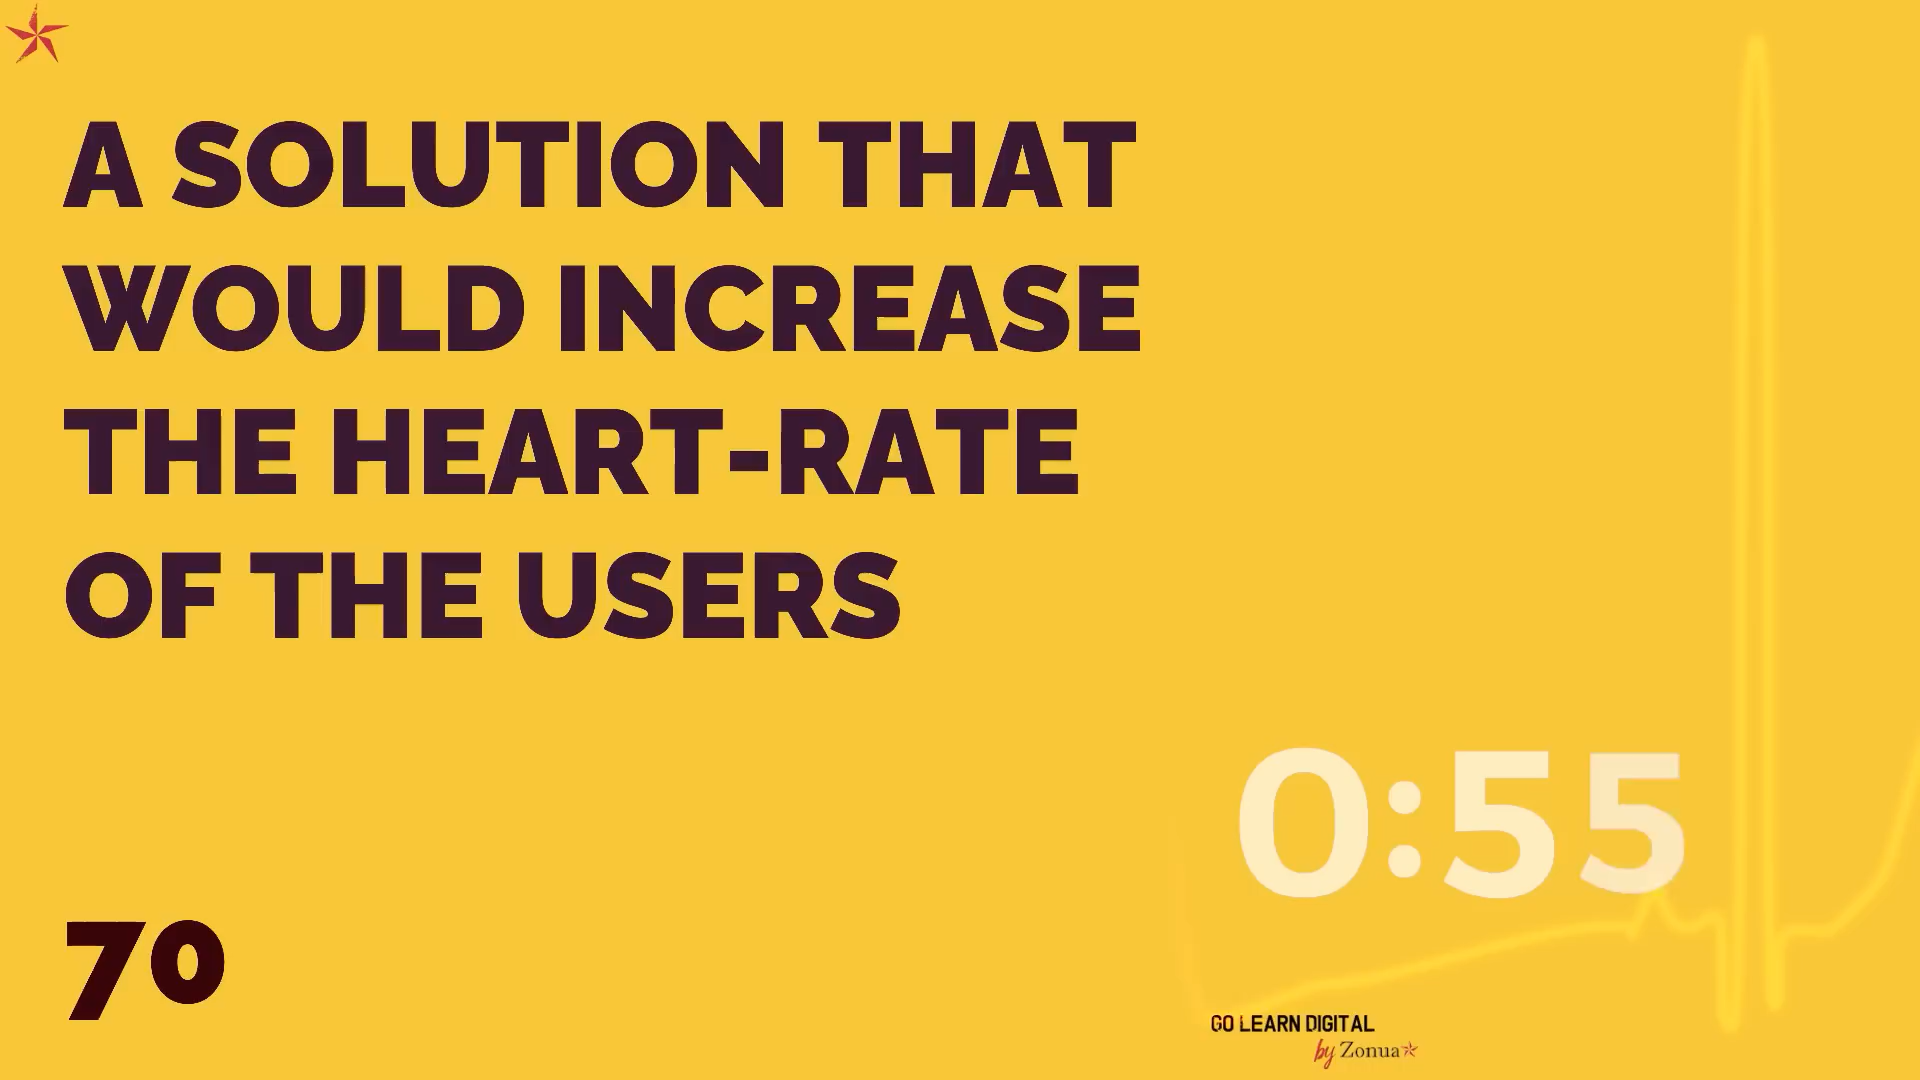 A SOLUTION THAT
WOULD INCREASE
THE HEART-RATE
OF THE USERS
0:55
70
GO LEARN DIGITAL
by Zonua